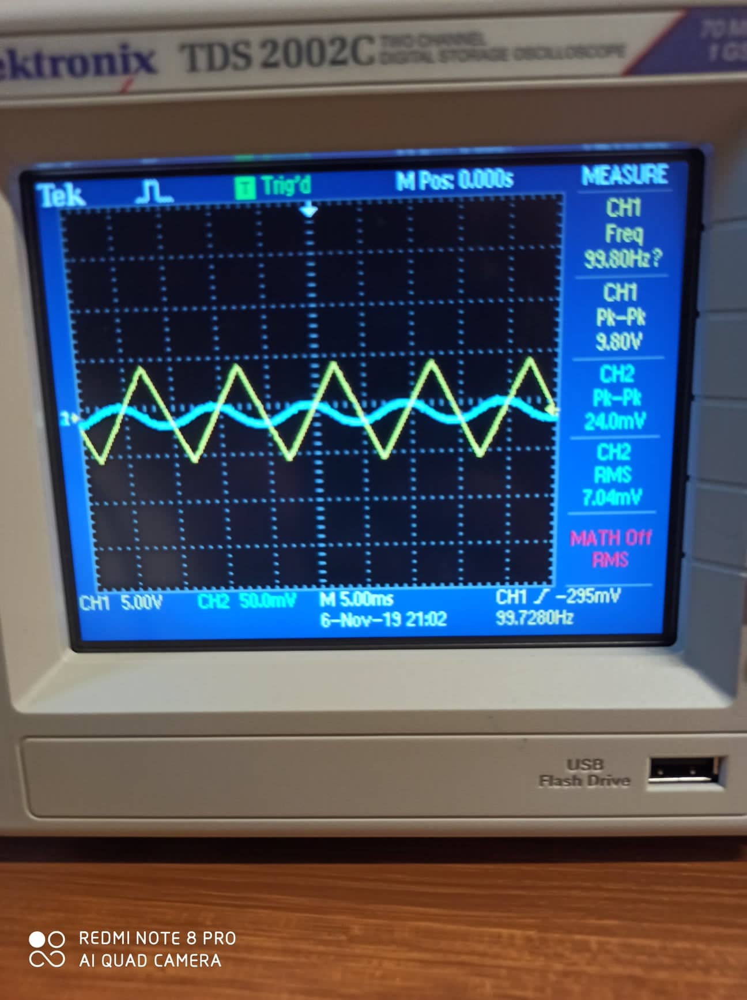 ektronix TDS 2002C TWO CHANNEL
DIGITAL STORAGE OSCILLOSCOPE
70 M
1 GS
Tek T Trig'd M Pos: 0.000s MEASURE
CH1
Freq
99.80Hz?
CH1
Pk-Pk
9.80V
CH2
Pk-Pk
24.0mV
CH2
RMS
7.04mV
MATH Off
RMS
CH1 5.00V CH2 50.0mV M 5.00ms CH1 -295mV
6-Nov-19 21:02 99.7280Hz
USB
Flash Drive
REDMI NOTE 8 PRO
AI QUAD CAMERA